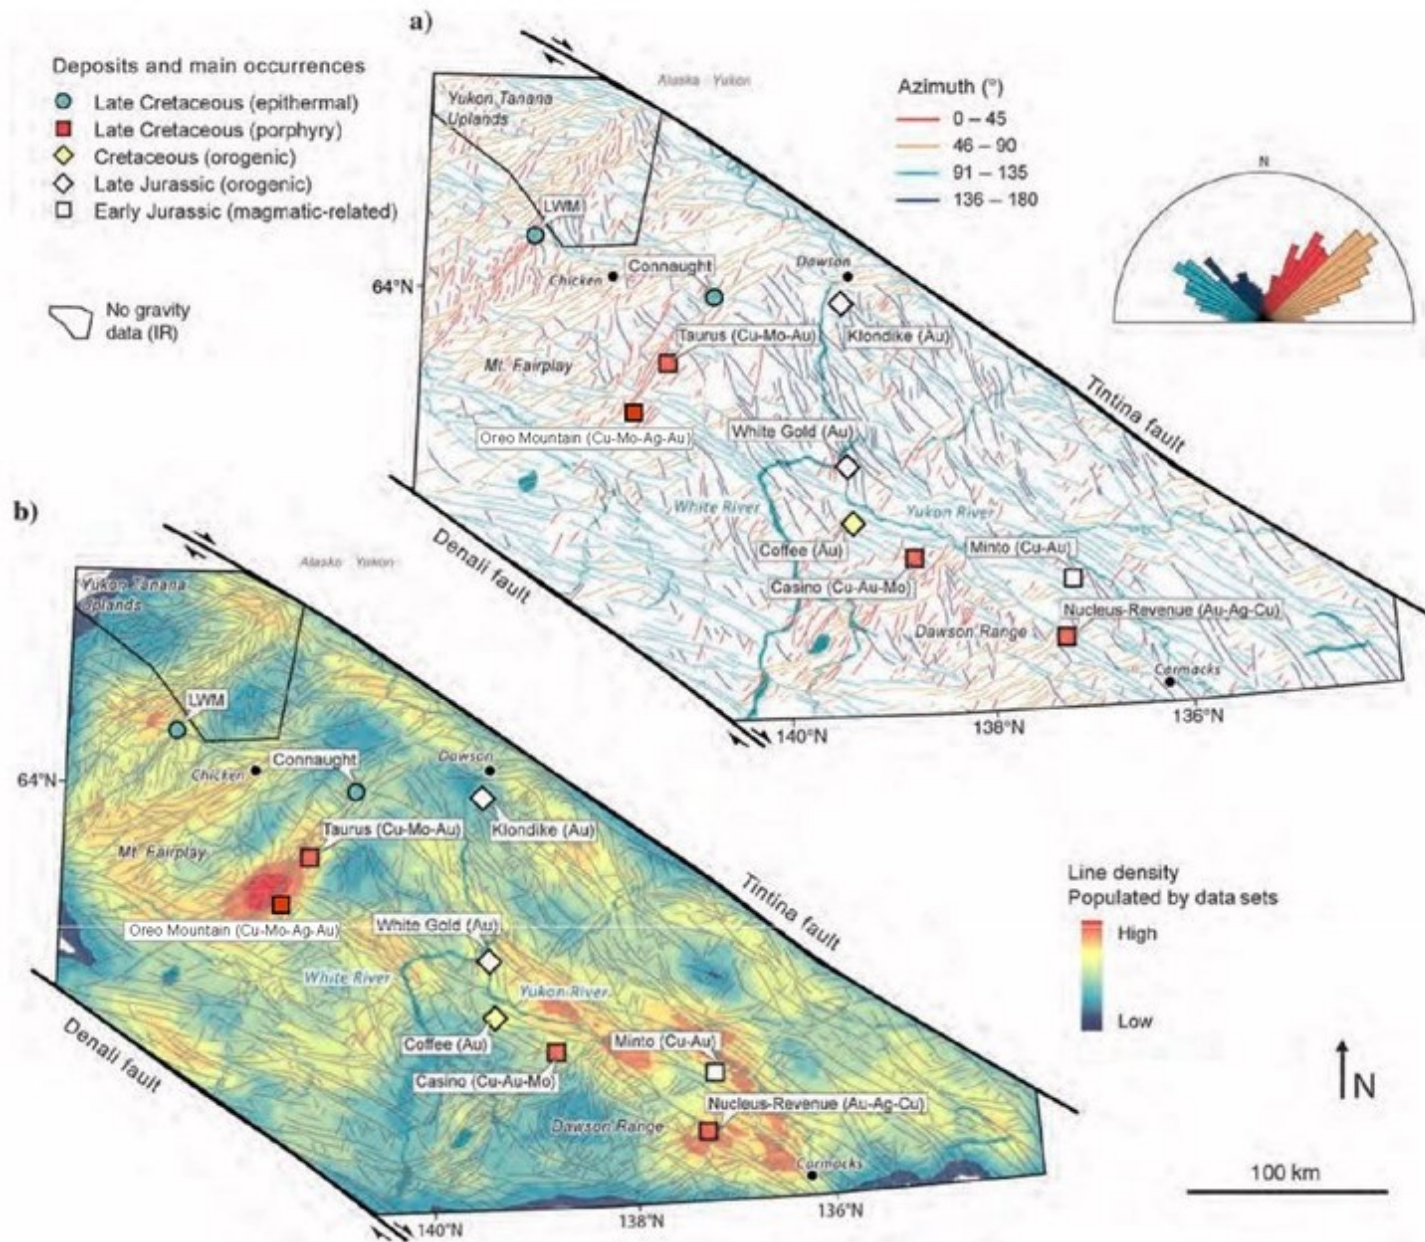 a)
Deposits and main occurrences
Late Cretaceous (epithermal)
Late Cretaceous (porphyry)
Cretaceous (orogenic)
Late Jurassic (orogenic)
Early Jurassic (magmatic-related)
No gravity
data (IR)
Alaska Yukon
Azimuth (°)
0 – 45
46 – 90
91 – 135
136 – 180
N
Yukon Tanana
Uplands
LWM
64°N
Chicken
Connaught
Dawson
Taurus (Cu-Mo-Au)
Klondike (Au)
Mt. Fairplay
Oreo Mountain (Cu-Mo-Ag-Au)
White Gold (Au)
Tintina fault
White River
Yukon River
Denali fault
Coffee (Au)
Minto (Cu-Au)
Casino (Cu-Au-Mo)
Nucleus-Revenue (Au-Ag-Cu)
Dawson Range
Carmacks
140°N
138°N
136°N
b)
Alaska Yukon
Yukon Tanana
Uplands
LWM
64°N
Chicken
Connaught
Dawson
Taurus (Cu-Mo-Au)
Klondike (Au)
Mt. Fairplay
Oreo Mountain (Cu-Mo-Ag-Au)
White Gold (Au)
Tintina fault
White River
Yukon River
Denali fault
Coffee (Au)
Minto (Cu-Au)
Casino (Cu-Au-Mo)
Nucleus-Revenue (Au-Ag-Cu)
Dawson Range
Carmacks
140°N
138°N
136°N
Line density
Populated by data sets
High
Low
N
100 km